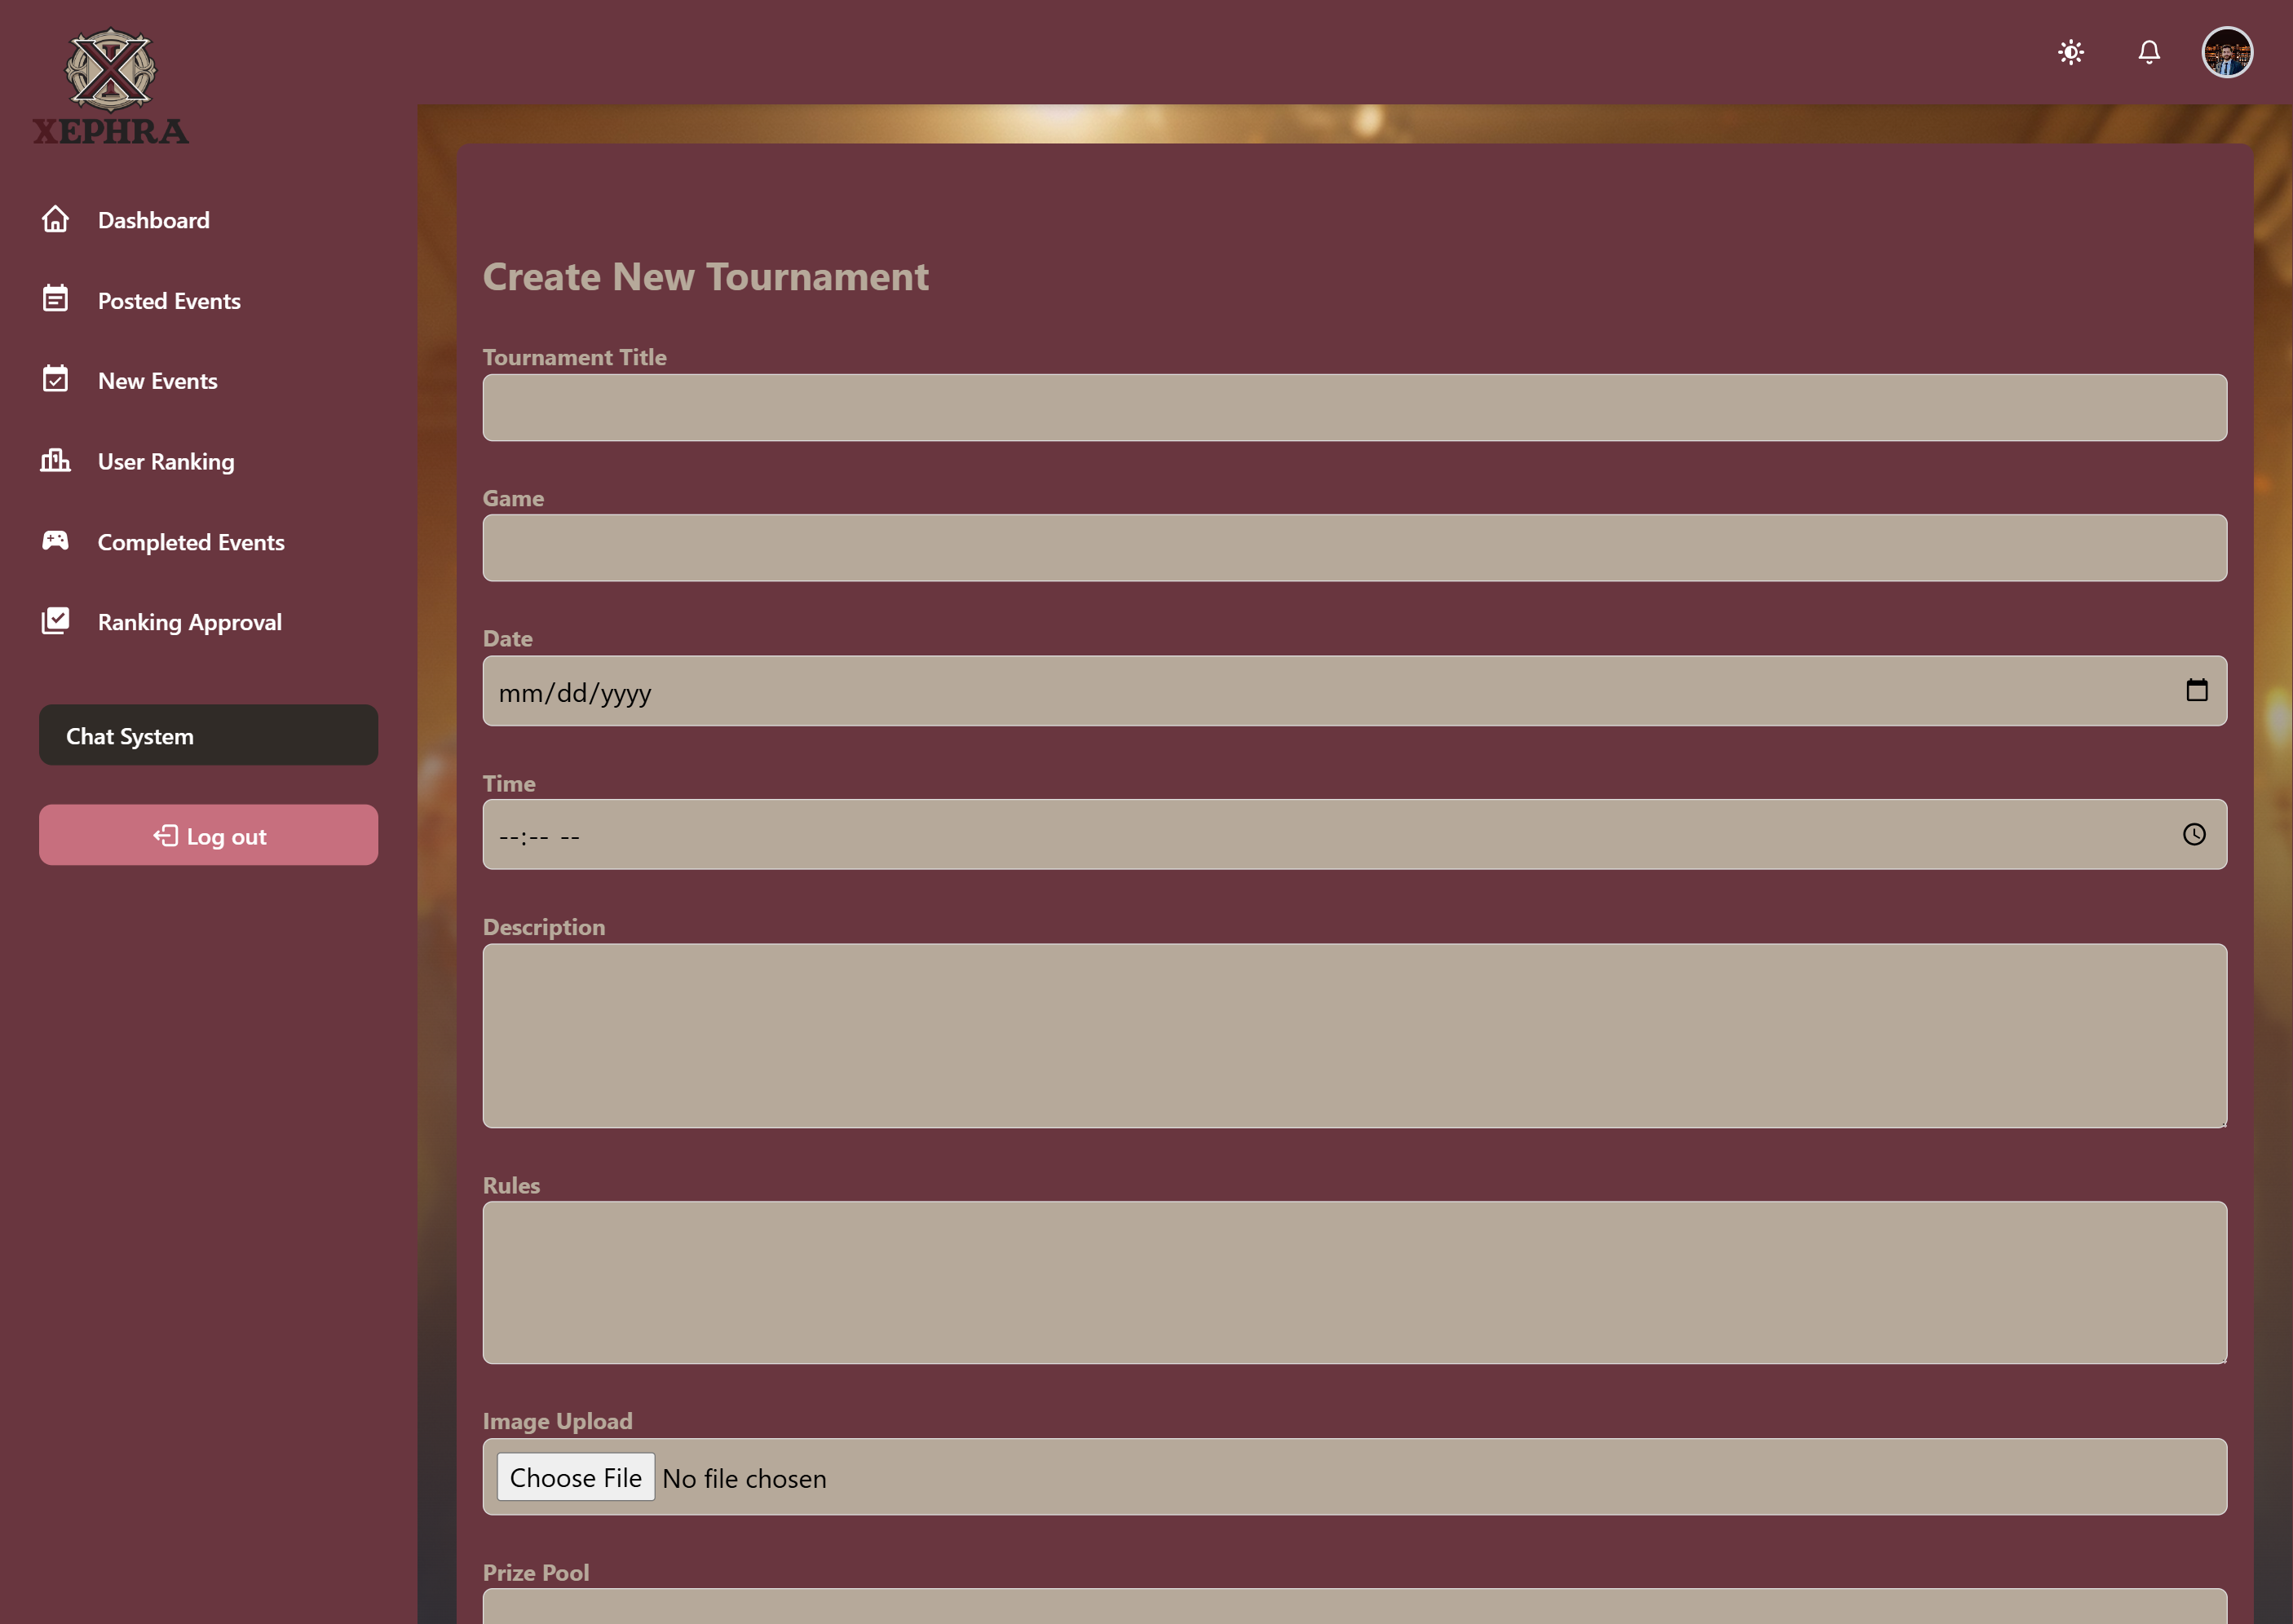 XEPHRA
Dashboard
Posted Events
New Events
User Ranking
Completed Events
Ranking Approval
Chat System
Log out
Create New Tournament
Tournament Title
Game
Date
mm/dd/yyyy
Time
--:-- --
Description
Rules
Image Upload
Choose File No file chosen
Prize Pool